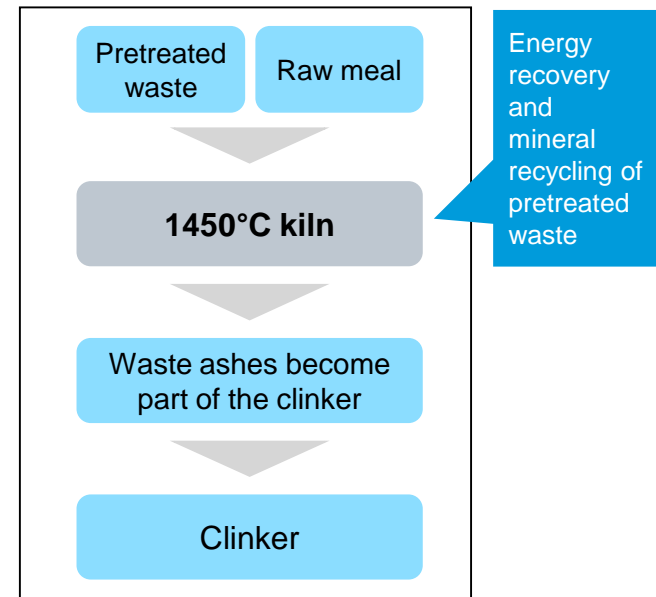 Pretreated
waste
Raw meal
Energy
recovery
and
mineral
recycling of
pretreated
waste
1450°C kiln
Waste ashes become
part of the clinker
Clinker